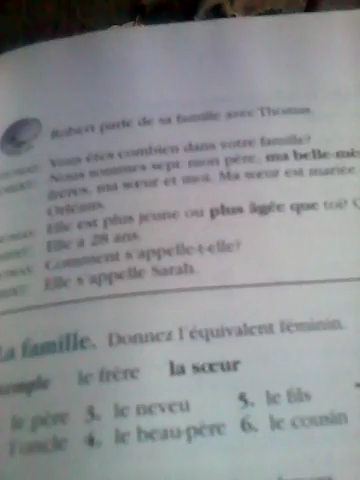 Robert parle de sa famille avec Thomas.
Vous êtes combien dans votre famille?
Nous sommes sept: mon père, ma belle-mè
frères, ma sœur et moi. Ma sœur est mariée
Orléans.
Elle est plus jeune ou plus âgée que toi?
Elle a 28 ans.
Comment s'appelle-t-elle?
Elle s'appelle Sarah.
La famille. Donnez l'équivalent féminin.
le frère la sœur
le père 3. le neveu 5. le fils
l'oncle 4. le beau-père 6. le cousin